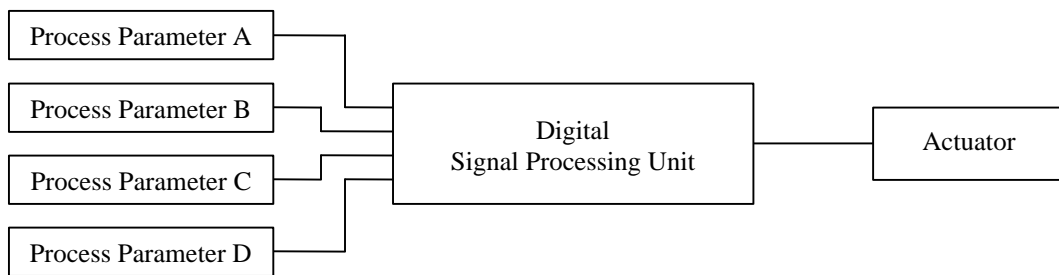 Process Parameter A
Process Parameter B
Process Parameter C
Process Parameter D
Digital
Signal Processing Unit
Actuator